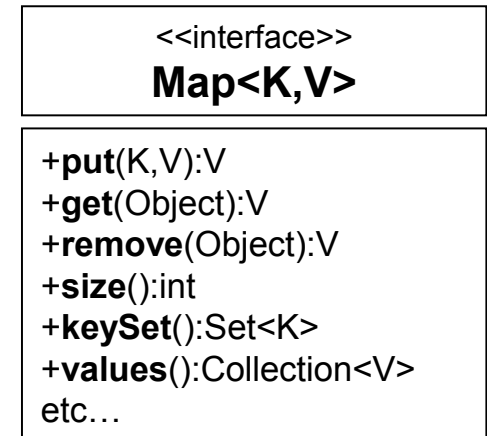 <<interface>>
Map<K,V>
+put(K,V):V
+get(Object):V
+remove(Object):V
+size():int
+keySet():Set<K>
+values():Collection<V>
etc…